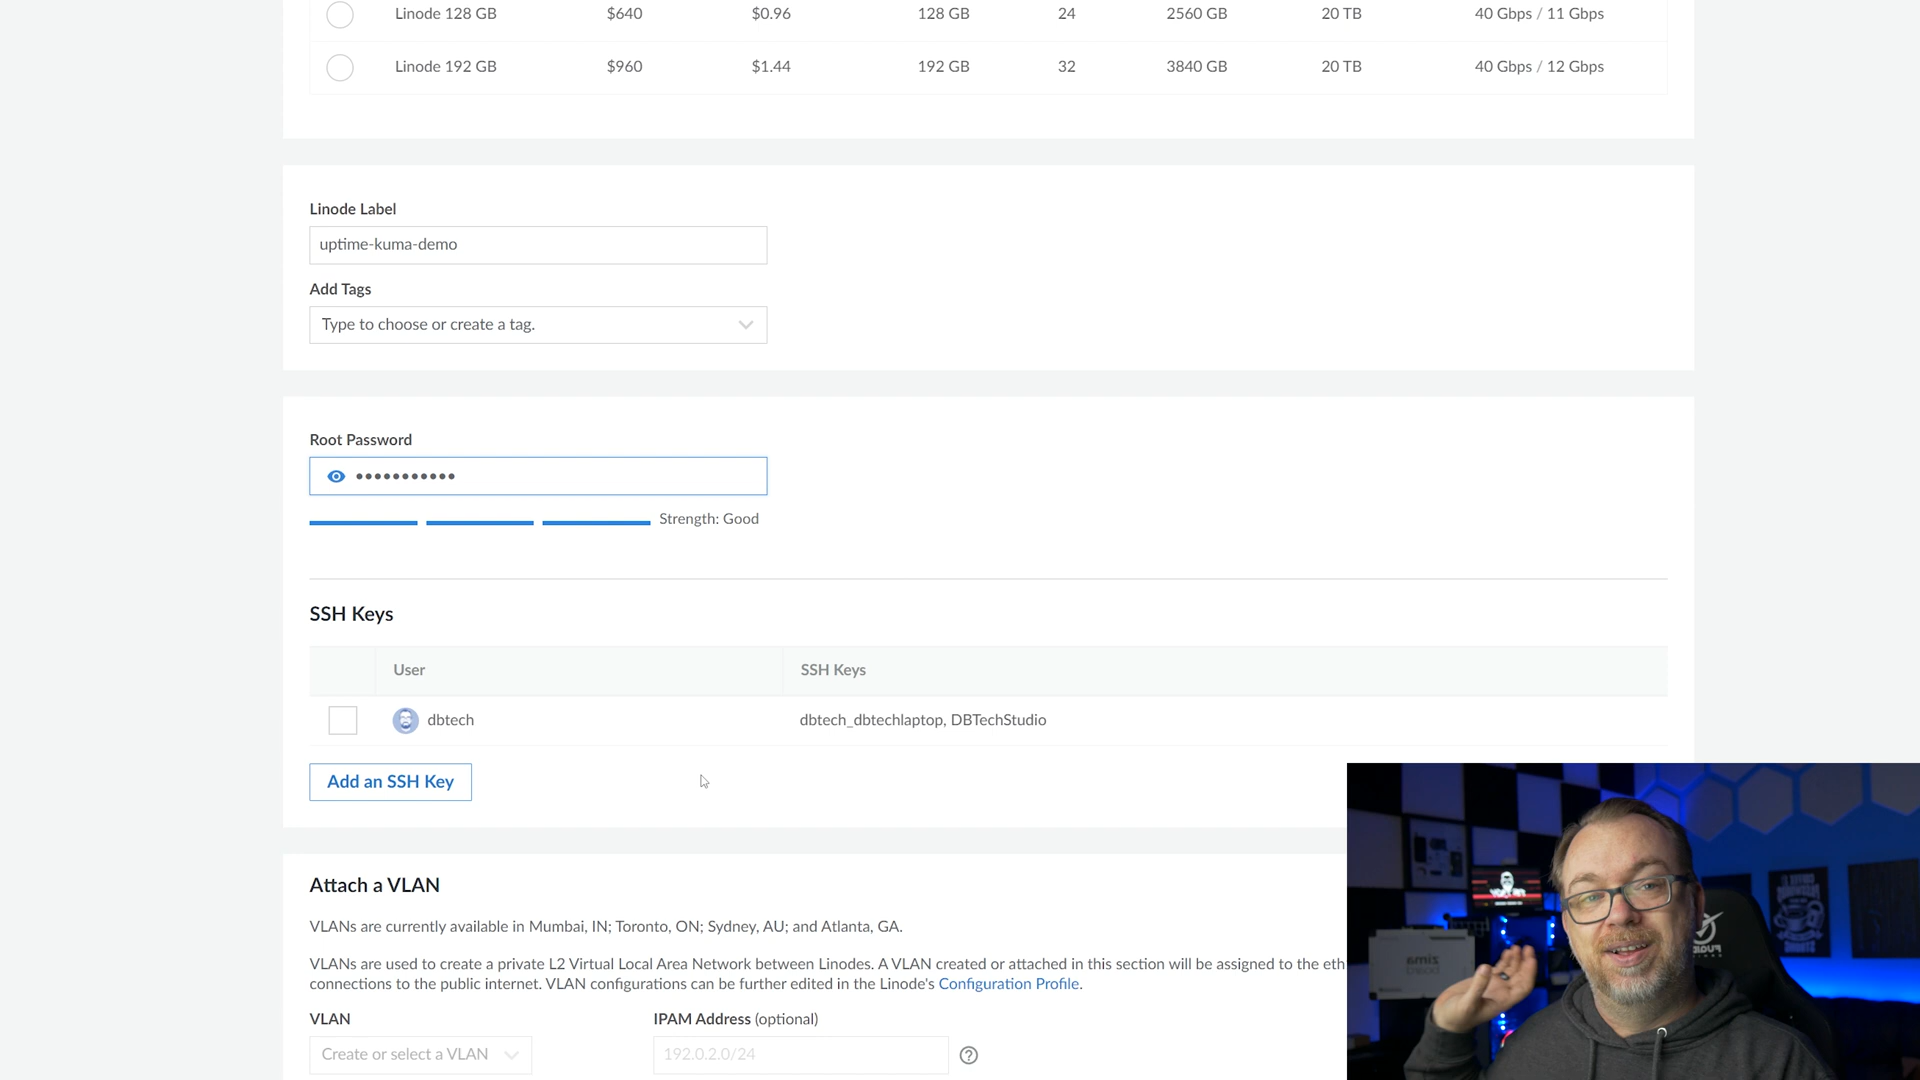 Linode 128 GB $640 $0.96 128 GB 24 2560 GB 20 TB 40 Gbps / 11 Gbps
Linode 192 GB $960 $1.44 192 GB 32 3840 GB 20 TB 40 Gbps / 12 Gbps
Linode Label
uptime-kuma-demo
Add Tags
Type to choose or create a tag.
Root Password
•••••••••••
Strength: Good
SSH Keys
User SSH Keys
dbtech dbtech_dbtechlaptop, DBTechStudio
Add an SSH Key
Attach a VLAN
VLANs are currently available in Mumbai, IN; Toronto, ON; Sydney, AU; and Atlanta, GA.
VLANs are used to create a private L2 Virtual Local Area Network between Linodes. A VLAN created or attached in this section will be assigned to the eth
connections to the public internet. VLAN configurations can be further edited in the Linode's Configuration Profile.
VLAN IPAM Address (optional)
Create or select a VLAN 192.0.2.0/24
zima
board